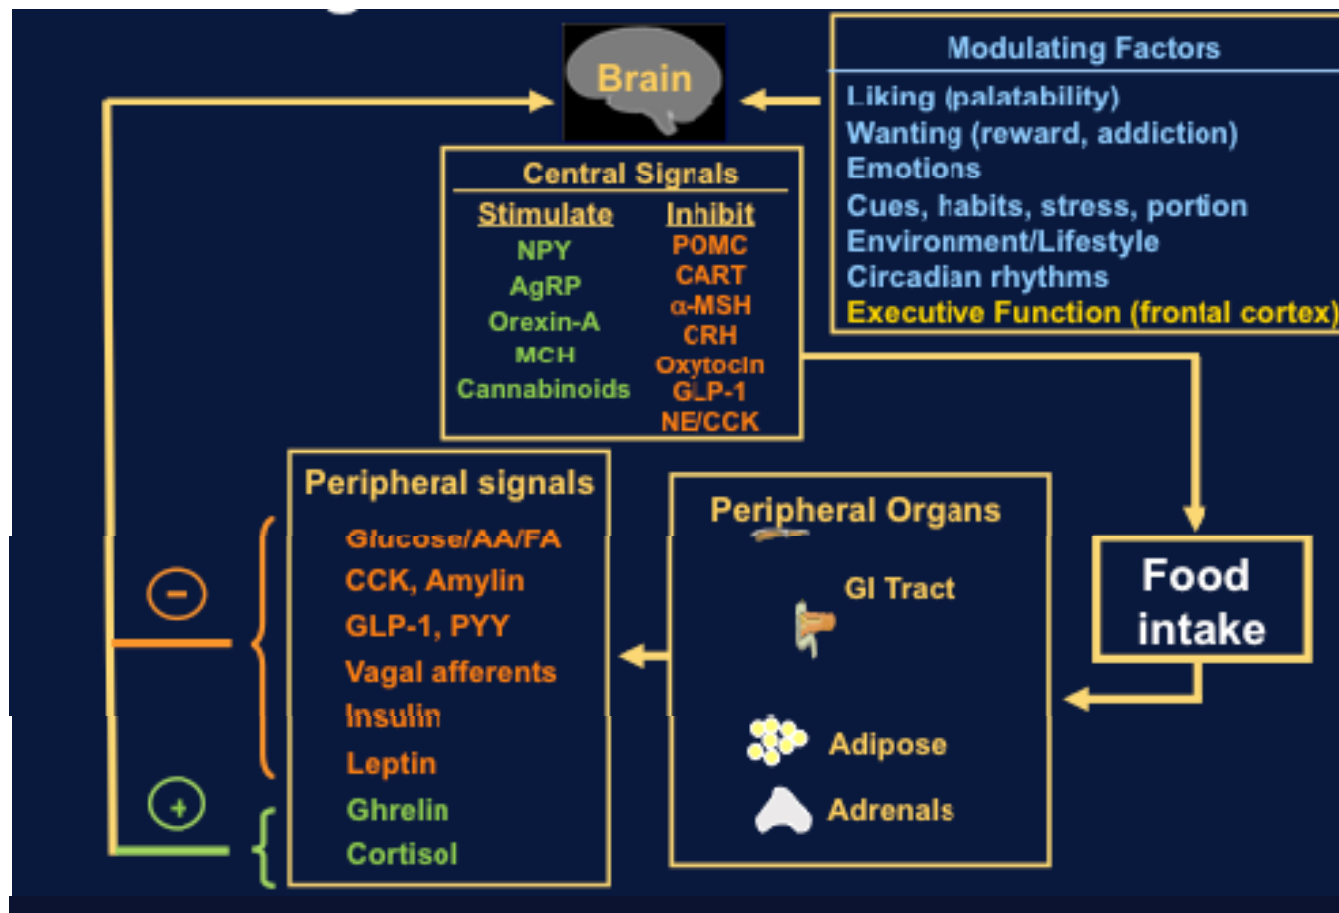 Brain
Modulating Factors
Liking (palatability)
Wanting (reward, addiction)
Emotions
Cues, habits, stress, portion
Environment/Lifestyle
Circadian rhythms
Executive Function (frontal cortex)
Central Signals
Stimulate
NPY
AgRP
Orexin-A
MCH
Cannabinoids
Inhibit
POMC
CART
α-MSH
CRH
Oxytocin
GLP-1
NE/CCK
Peripheral signals
Glucose/AA/FA
CCK, Amylin
GLP-1, PYY
Vagal afferents
Insulin
Leptin
Ghrelin
Cortisol
−
+
Peripheral Organs
GI Tract
Adipose
Adrenals
Food
intake